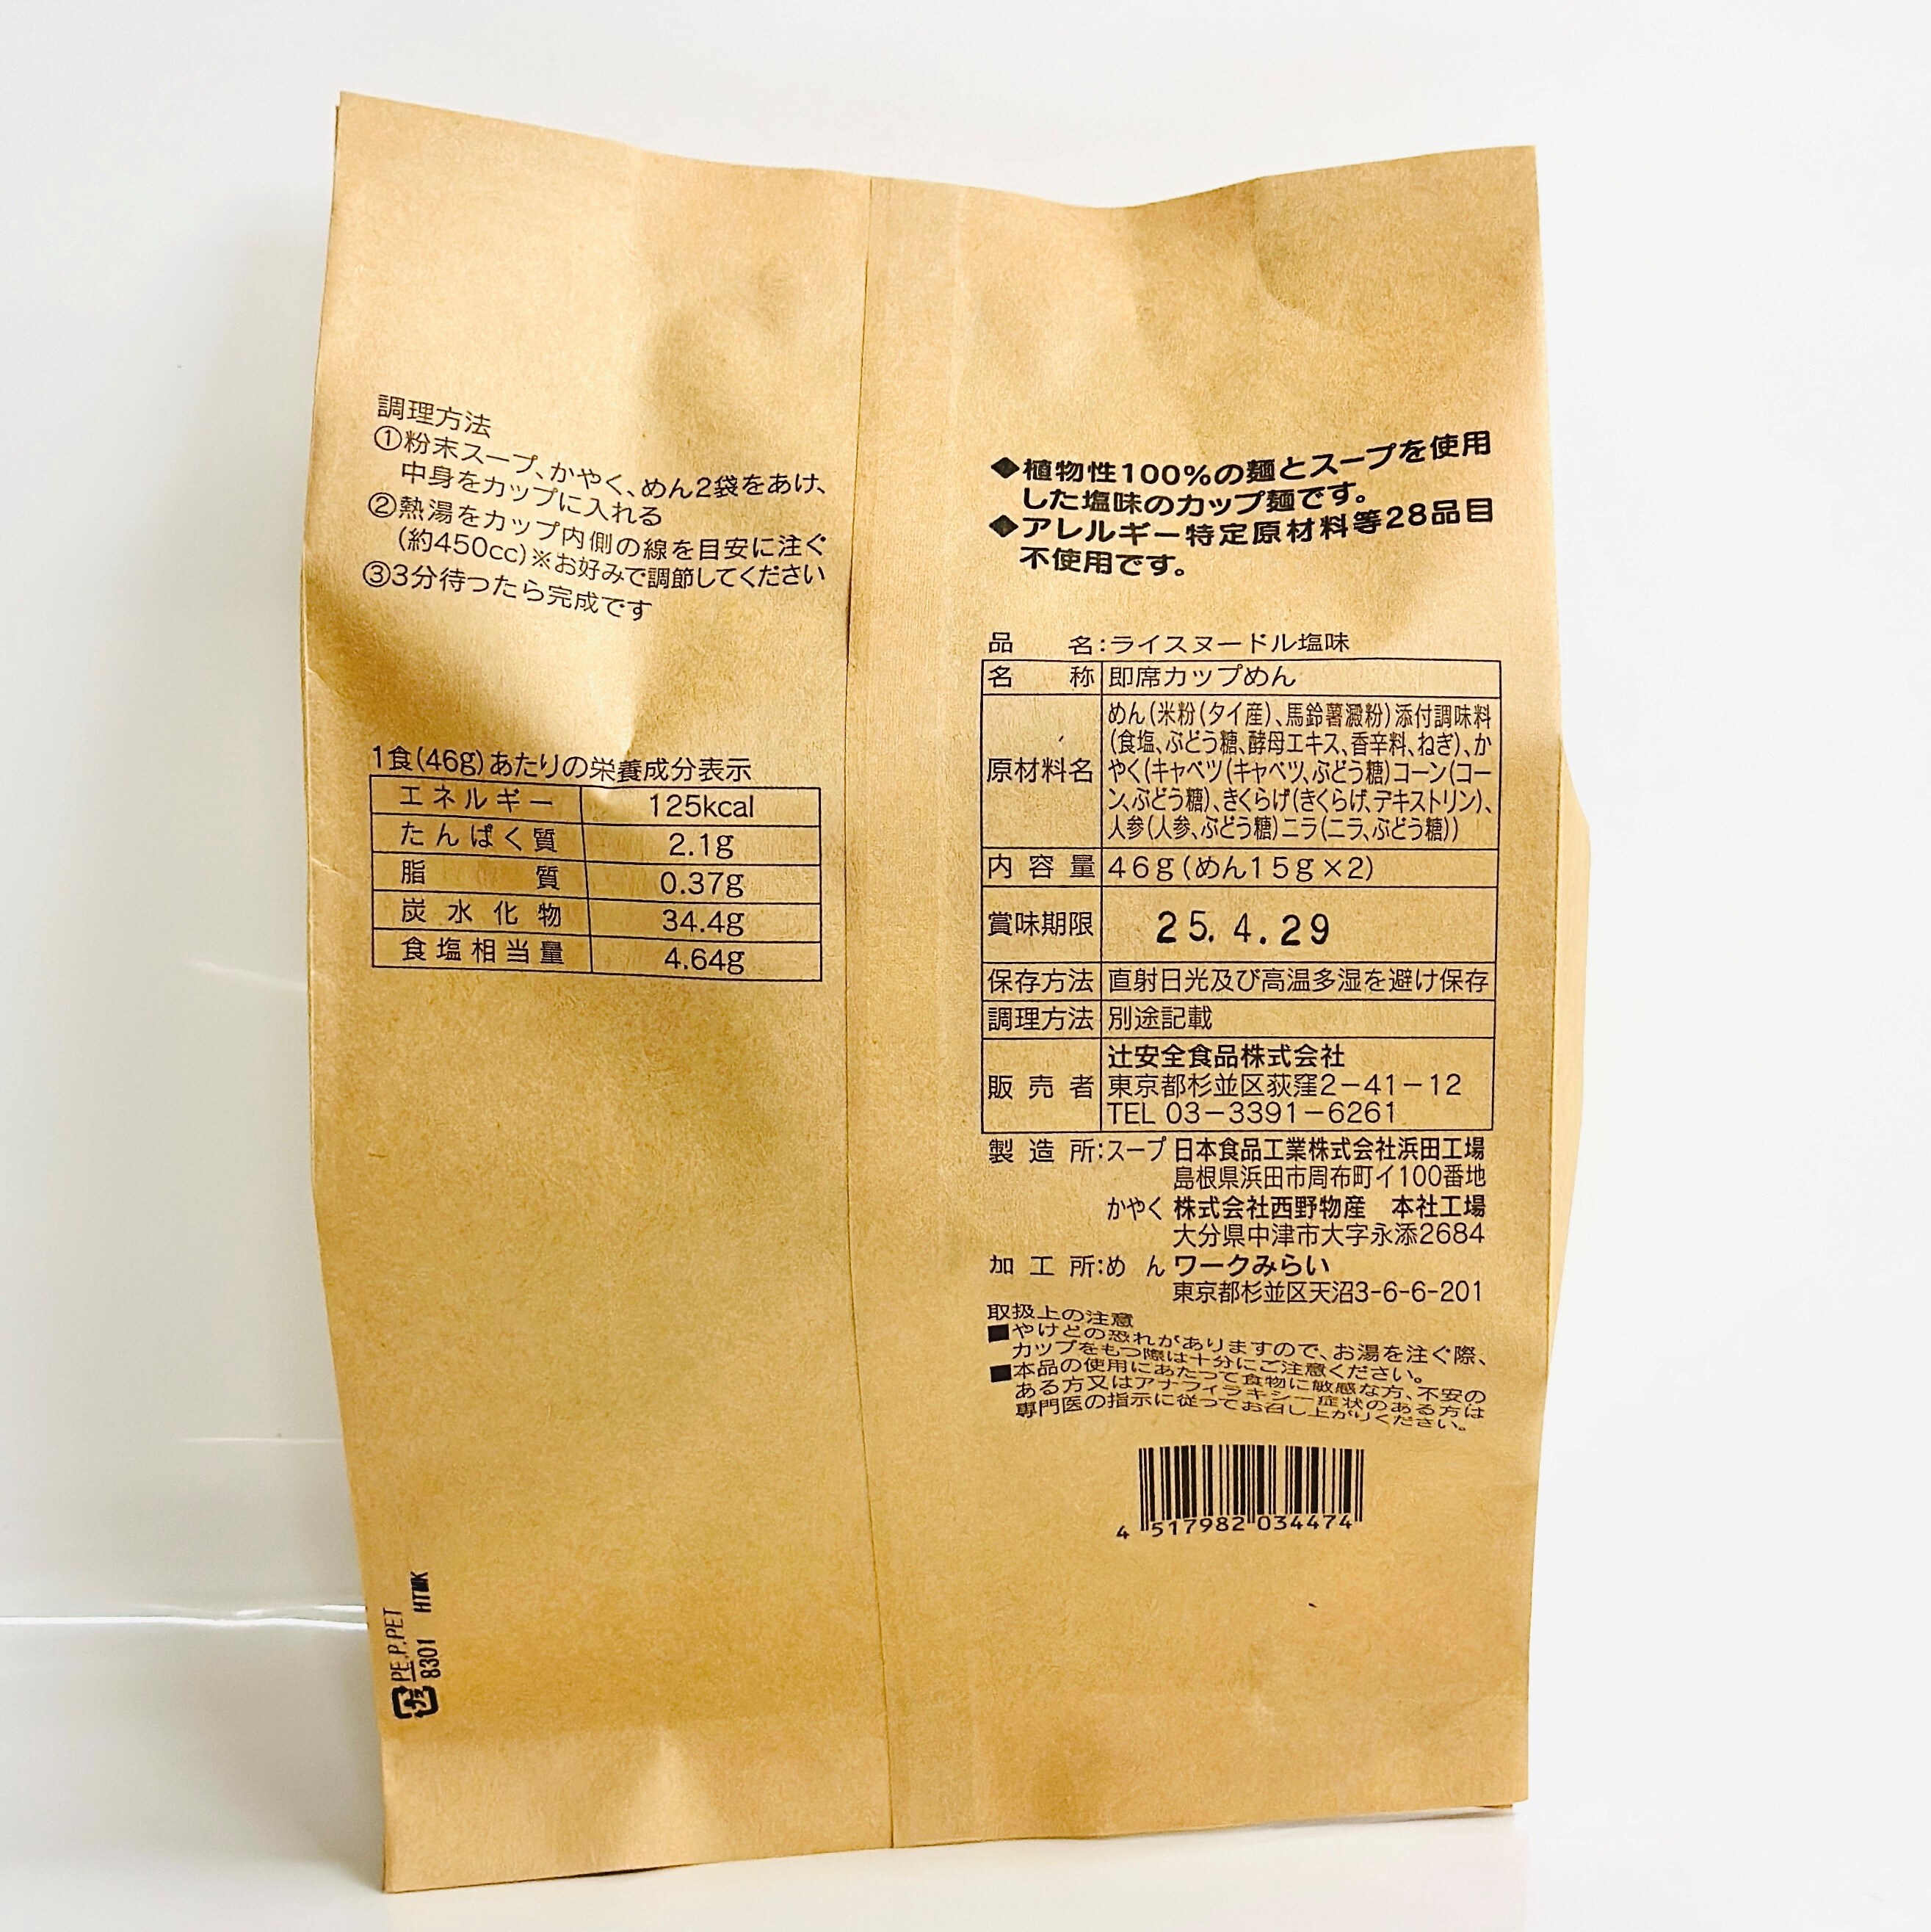 調理方法
①粉末スープ、かやく、めん2袋をあけ、
中身をカップに入れる
②熱湯をカップ内側の線を目安に注ぐ
(約450cc)※お好みで調節してください
③3分待ったら完成です
1食(46g)あたりの栄養成分表示
エネルギー 125kcal
たんぱく質 2.1g
脂質 0.37g
炭水化物 34.4g
食塩相当量 4.64g
PE,P,PET
プラ 8301 HTMK
◆植物性100%の麺とスープを使用
した塩味のカップ麺です。
◆アレルギー特定原材料等28品目
不使用です。
品名:ライスヌードル塩味
名称 即席カップめん
原材料名 めん(米粉(タイ産)、馬鈴薯澱粉)添付調味料
(食塩、ぶどう糖、酵母エキス、香辛料、ねぎ)、か
やく(キャベツ(キャベツ、ぶどう糖)コーン(コー
ン、ぶどう糖)、きくらげ(きくらげ、デキストリン)、
人参(人参、ぶどう糖)ニラ(ニラ、ぶどう糖))
内容量 46g(めん15g×2)
賞味期限 25.4.29
保存方法 直射日光及び高温多湿を避け保存
調理方法 別途記載
販売者 辻安全食品株式会社
東京都杉並区荻窪2-41-12
TEL 03-3391-6261
製造所:スープ 日本食品工業株式会社浜田工場
島根県浜田市周布町イ100番地
かやく 株式会社西野物産 本社工場
大分県中津市大字永添2684
加工所:めん ワークみらい
東京都杉並区天沼3-6-6-201
取扱上の注意
■やけどの恐れがありますので、お湯を注ぐ際、
カップをもつ際は十分にご注意ください。
■本品の使用にあたって食物に敏感な方、不安の
ある方又はアナフィラキシー症状のある方は
専門医の指示に従ってお召し上がりください。
4 517982 034474